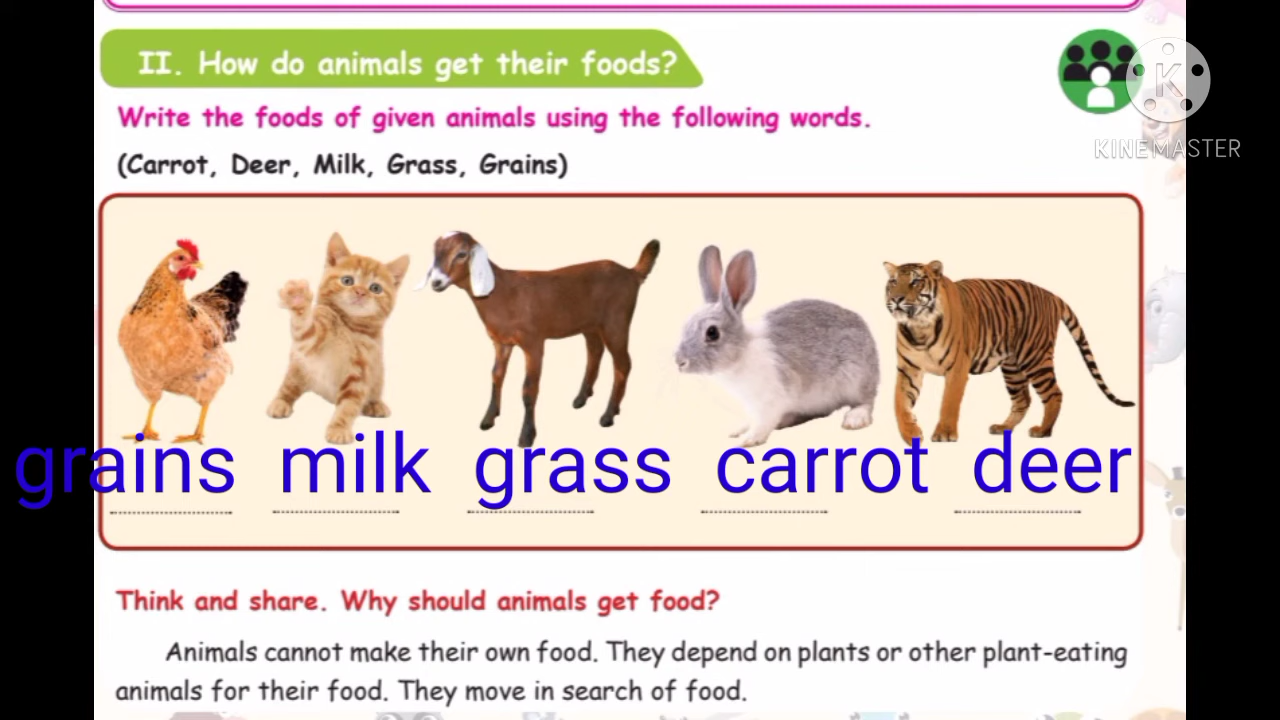 II. How do animals get their foods?
KINEMASTER
Write the foods of given animals using the following words.
(Carrot, Deer, Milk, Grass, Grains)
grains milk grass carrot deer
Think and share. Why should animals get food?
Animals cannot make their own food. They depend on plants or other plant-eating
animals for their food. They move in search of food.